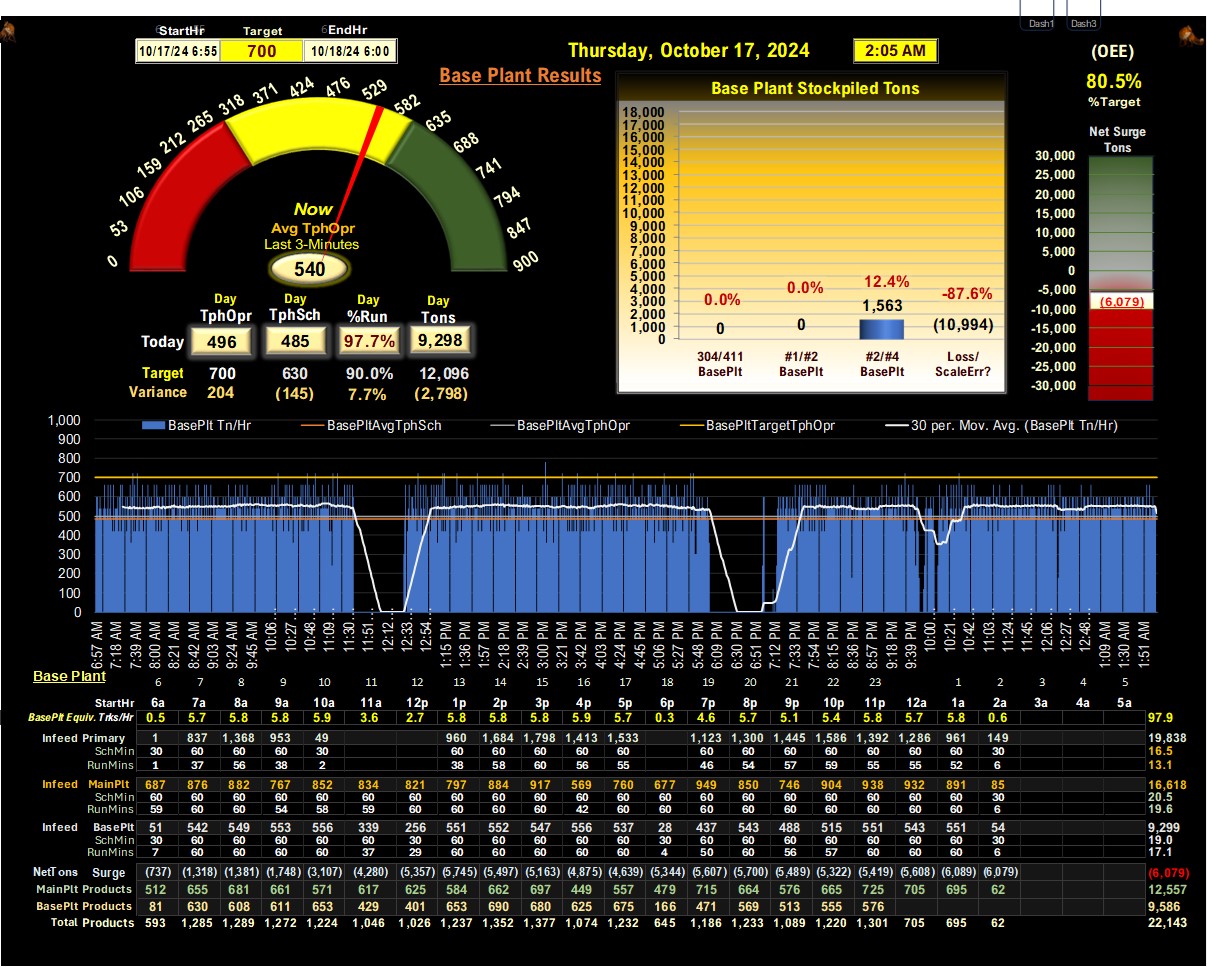 Dash1 Dash3
StartHr Target EndHr
10/17/24 6:55 700 10/18/24 6:00
Thursday, October 17, 2024 2:05 AM
Base Plant Results
(OEE)
80.5%
%Target
0 53 106 159 212 265 318 371 424 476 529 582 635 688 741 794 847 900
Now
Avg TphOpr
Last 3-Minutes
540
Day TphOpr Day TphSch Day %Run Day Tons
Today 496 485 97.7% 9,298
Target 700 630 90.0% 12,096
Variance 204 (145) 7.7% (2,798)
Base Plant Stockpiled Tons
18,000
17,000
16,000
15,000
14,000
13,000
12,000
11,000
10,000
9,000
8,000
7,000
6,000
5,000
4,000
3,000
2,000
1,000
0
0.0% 0.0% 12.4% -87.6%
0 0 1,563 (10,994)
304/411 BasePlt #1/#2 BasePlt #2/#4 BasePlt Loss/ ScaleErr?
Net Surge
Tons
30,000
25,000
20,000
15,000
10,000
5,000
0
-5,000
(6,079)
-10,000
-15,000
-20,000
-25,000
-30,000
BasePlt Tn/Hr BasePltAvgTphSch BasePltAvgTphOpr BasePltTargetTphOpr 30 per. Mov. Avg. (BasePlt Tn/Hr)
1,000
900
800
700
600
500
400
300
200
100
0
6:57 AM 7:18 AM 7:39 AM 8:00 AM 8:21 AM 8:42 AM 9:03 AM 9:24 AM 9:45 AM 10:06... 10:27... 10:48... 11:09... 11:30... 11:51... 12:12... 12:33... 12:54... 1:15 PM 1:36 PM 1:57 PM 2:18 PM 2:39 PM 3:00 PM 3:21 PM 3:42 PM 4:03 PM 4:24 PM 4:45 PM 5:06 PM 5:27 PM 5:48 PM 6:09 PM 6:30 PM 6:51 PM 7:12 PM 7:33 PM 7:54 PM 8:15 PM 8:36 PM 8:57 PM 9:18 PM 9:39 PM 10:00... 10:21... 10:42... 11:03... 11:24... 11:45... 12:06... 12:27... 12:48... 1:09 AM 1:30 AM 1:51 AM
Base Plant 6 7 8 9 10 11 12 13 14 15 16 17 18 19 20 21 22 23 1 2 3 4 5
StartHr 6a 7a 8a 9a 10a 11a 12p 1p 2p 3p 4p 5p 6p 7p 8p 9p 10p 11p 12a 1a 2a 3a 4a 5a
BasePlt Equiv. Trks/Hr 0.5 5.7 5.8 5.8 5.9 3.6 2.7 5.8 5.8 5.8 5.9 5.7 0.3 4.6 5.7 5.1 5.4 5.8 5.7 5.8 0.6 97.9
Infeed Primary 1 837 1,368 953 49 960 1,684 1,798 1,413 1,533 1,123 1,300 1,445 1,586 1,392 1,286 961 149 19,838
SchMin 30 60 60 60 30 60 60 60 60 60 60 60 60 60 60 60 60 30 16.5
RunMins 1 37 56 38 2 38 58 60 56 55 46 54 57 59 55 55 52 6 13.1
Infeed MainPlt 687 876 882 767 852 834 821 797 884 917 569 760 677 949 850 746 904 938 932 891 85 16,618
SchMin 60 60 60 60 60 60 60 60 60 60 60 60 60 60 60 60 60 60 60 60 30 20.5
RunMins 59 60 60 54 58 59 60 60 60 60 42 60 60 60 60 60 60 60 60 60 6 19.6
Infeed BasePlt 51 542 549 553 556 339 256 551 552 547 556 537 28 437 543 488 515 551 543 551 54 9,299
SchMin 30 60 60 60 60 30 30 60 60 60 60 60 30 60 60 60 60 60 60 60 30 19.0
RunMins 7 60 60 60 60 37 29 60 60 60 60 60 4 50 60 56 57 60 60 60 6 17.1
NetTons Surge (737) (1,318) (1,381) (1,748) (3,107) (4,280) (5,357) (5,745) (5,497) (5,163) (4,875) (4,639) (5,344) (5,607) (5,700) (5,489) (5,322) (5,419) (5,608) (6,089) (6,079) (6,079)
MainPlt Products 512 655 681 661 571 617 625 584 662 697 449 557 479 715 664 576 665 725 705 695 62 12,557
BasePlt Products 81 630 608 611 653 429 401 653 690 680 625 675 166 471 569 513 555 576 9,586
Total Products 593 1,285 1,289 1,272 1,224 1,046 1,026 1,237 1,352 1,377 1,074 1,232 645 1,186 1,233 1,089 1,220 1,301 705 695 62 22,143